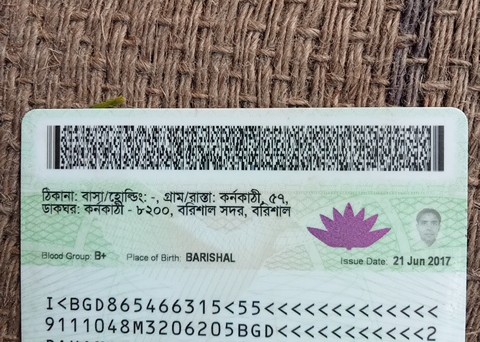 ঠিকানা: বাসা/হোল্ডিং: -, গ্রাম/রাস্তা: কর্নকাঠী, ৫৭,
ডাকঘর: কর্নকাঠী - ৮২০০, বরিশাল সদর, বরিশাল
Blood Group: B+ Place of Birth: BARISHAL Issue Date: 21 Jun 2017
I<BGD865466315<55<<<<<<<<<<<<<
9111048M3206205BGD<<<<<<<<<<<2